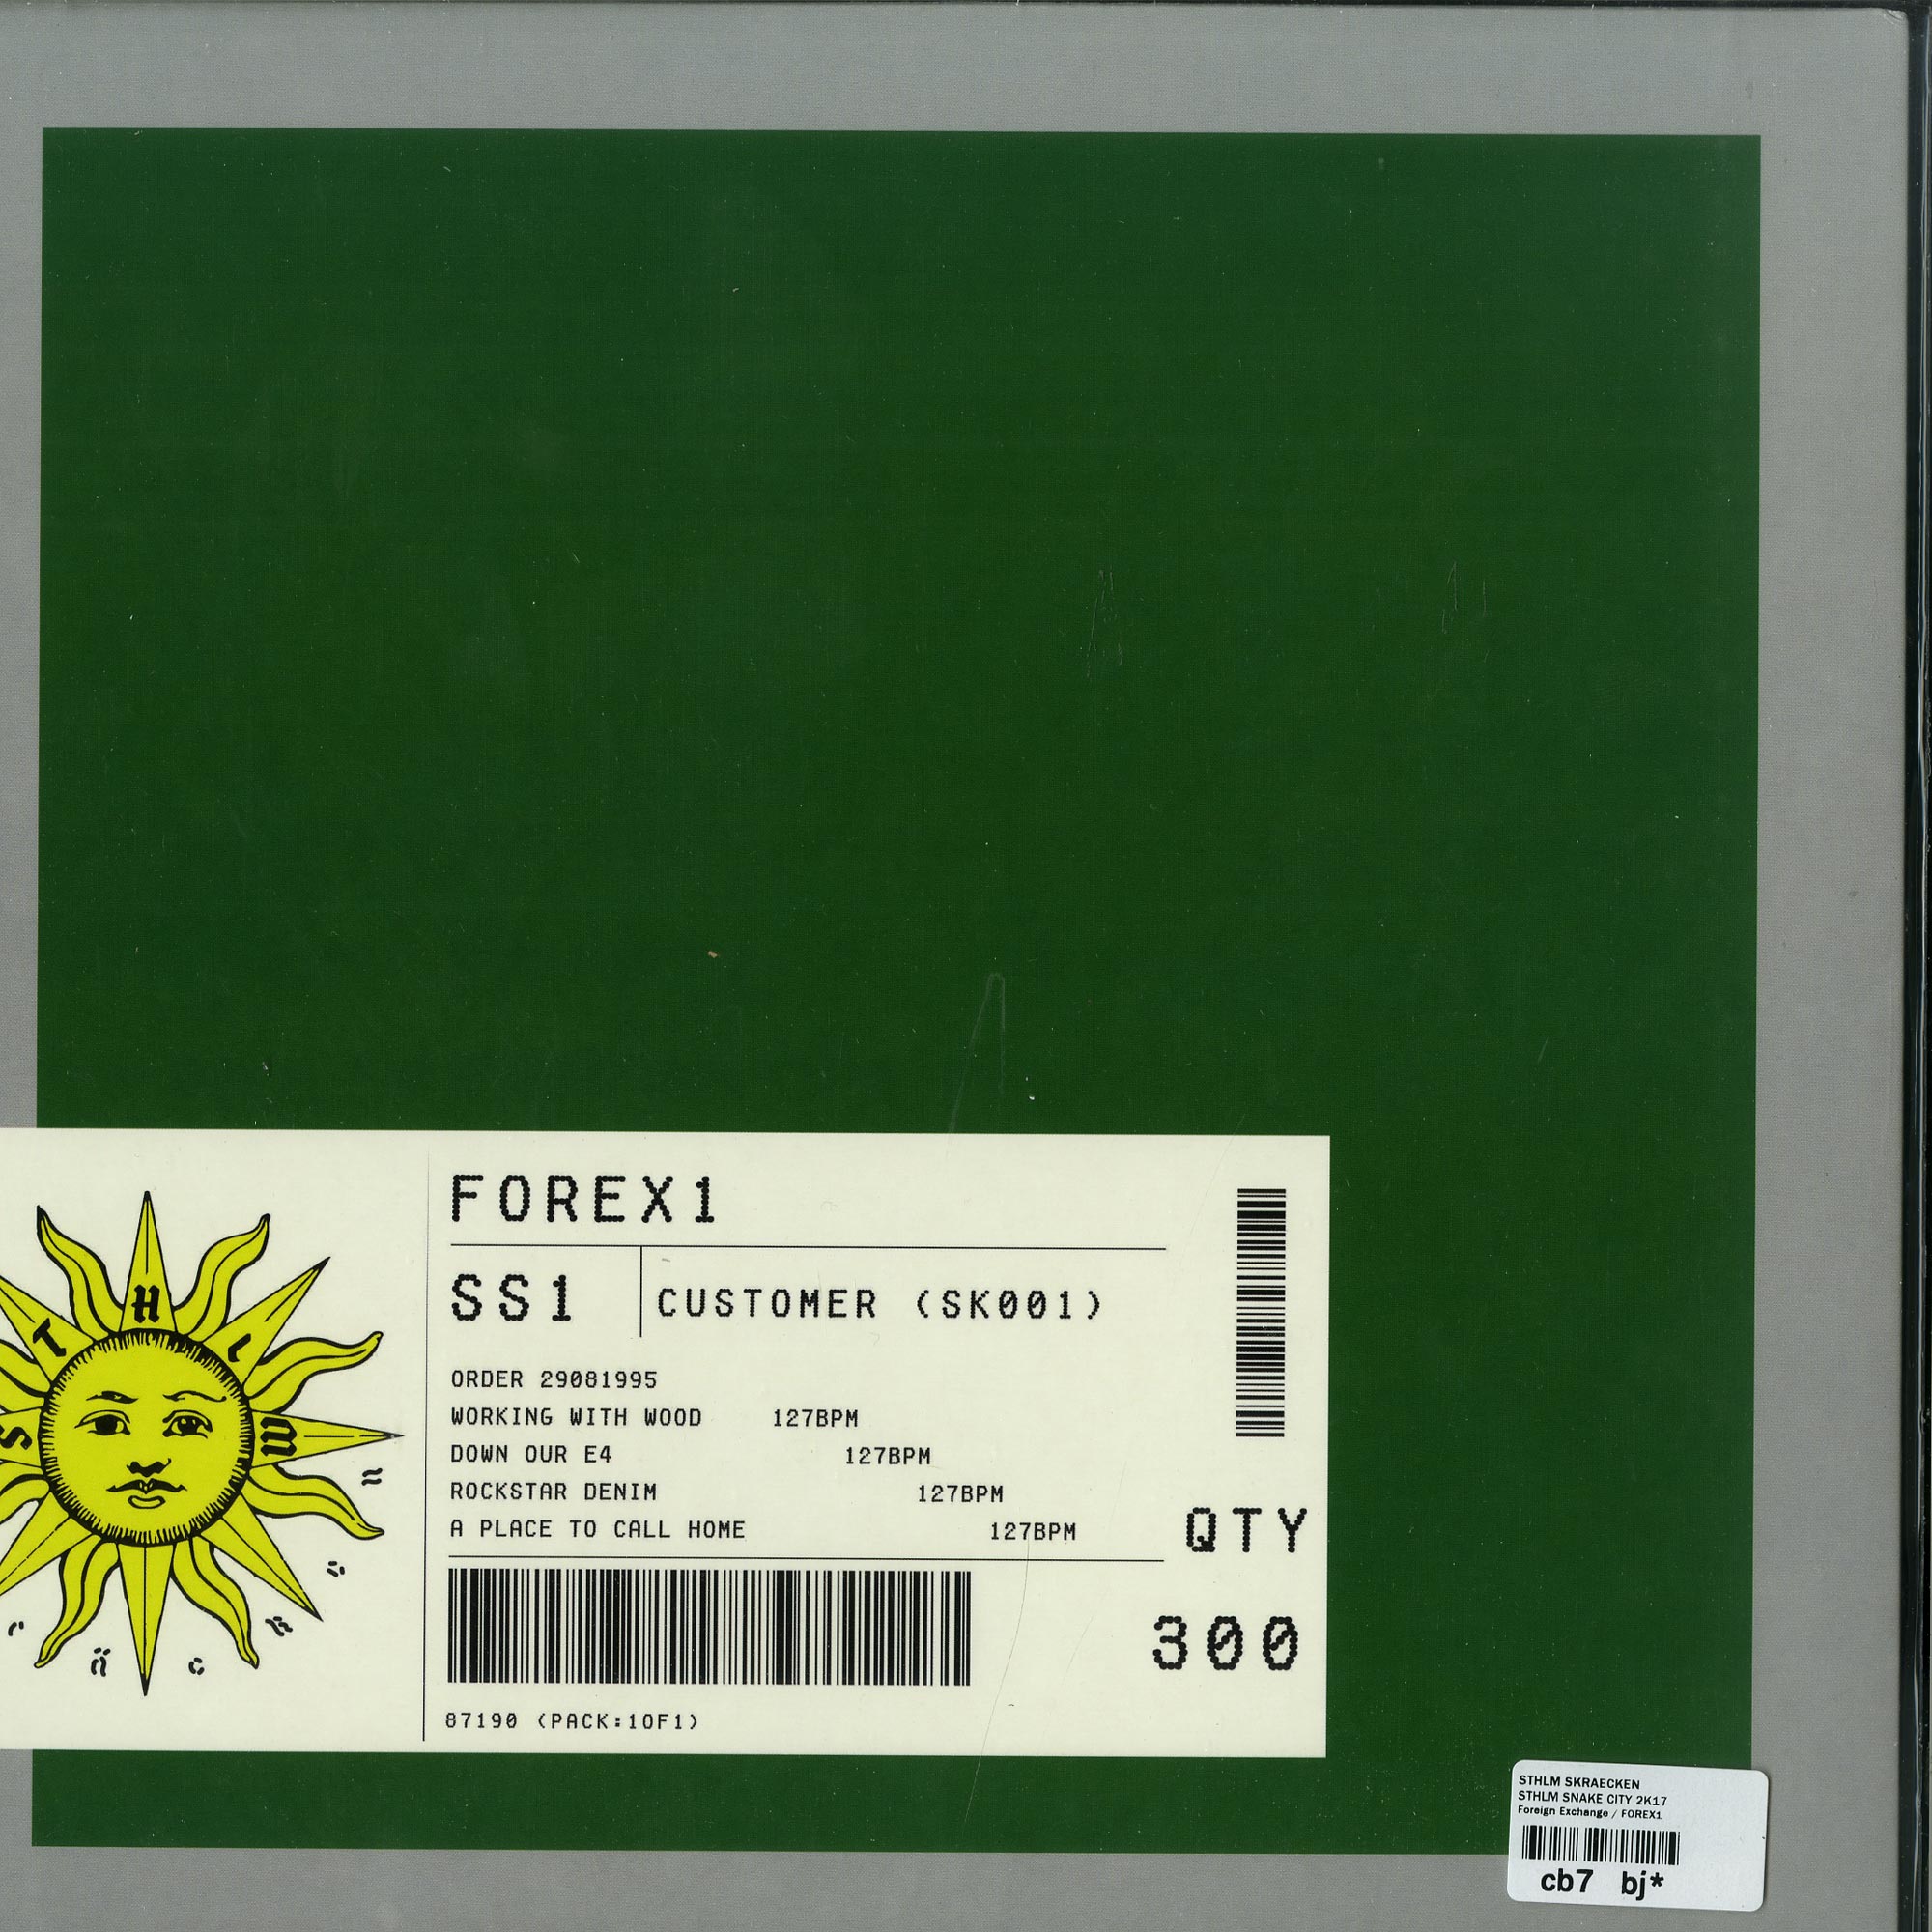 FOREX1
SS1
CUSTOMER (SK001)
ORDER 29081995
WORKING WITH WOOD 127BPM
DOWN OUR E4 127BPM
ROCKSTAR DENIM 127BPM
A PLACE TO CALL HOME 127BPM
QTY
300
87190 (PACK:1OF1)
STHLM
STHLM SKRAECKEN
STHLM SNAKE CITY 2K17
Foreign Exchange / FOREX1
cb7 bj*